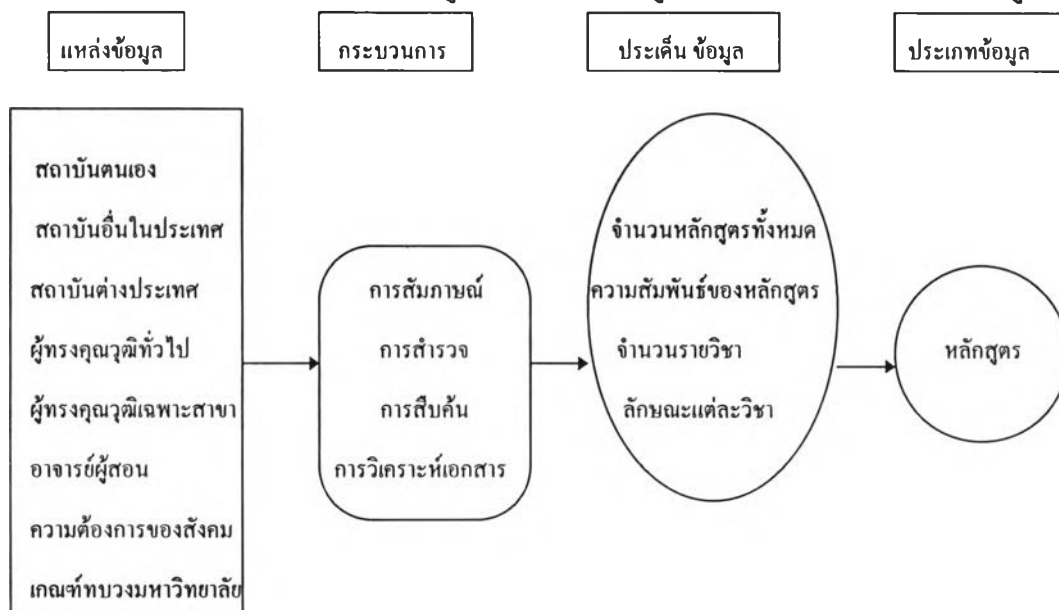 แหล่งข้อมูล
กระบวนการ
ประเด็น ข้อมูล
ประเภทข้อมูล
สถาบันตนเอง
สถาบันอื่นในประเทศ
สถาบันต่างประเทศ
ผู้ทรงคุณวุฒิทั่วไป
ผู้ทรงคุณวุฒิเฉพาะสาขา
อาจารย์ผู้สอน
ความต้องการของสังคม
เกณฑ์ทบวงมหาวิทยาลัย
การสัมภาษณ์
การสำรวจ
การสืบค้น
การวิเคราะห์เอกสาร
จำนวนหลักสูตรทั้งหมด
ความสัมพันธ์ของหลักสูตร
จำนวนรายวิชา
ลักษณะแต่ละวิชา
หลักสูตร